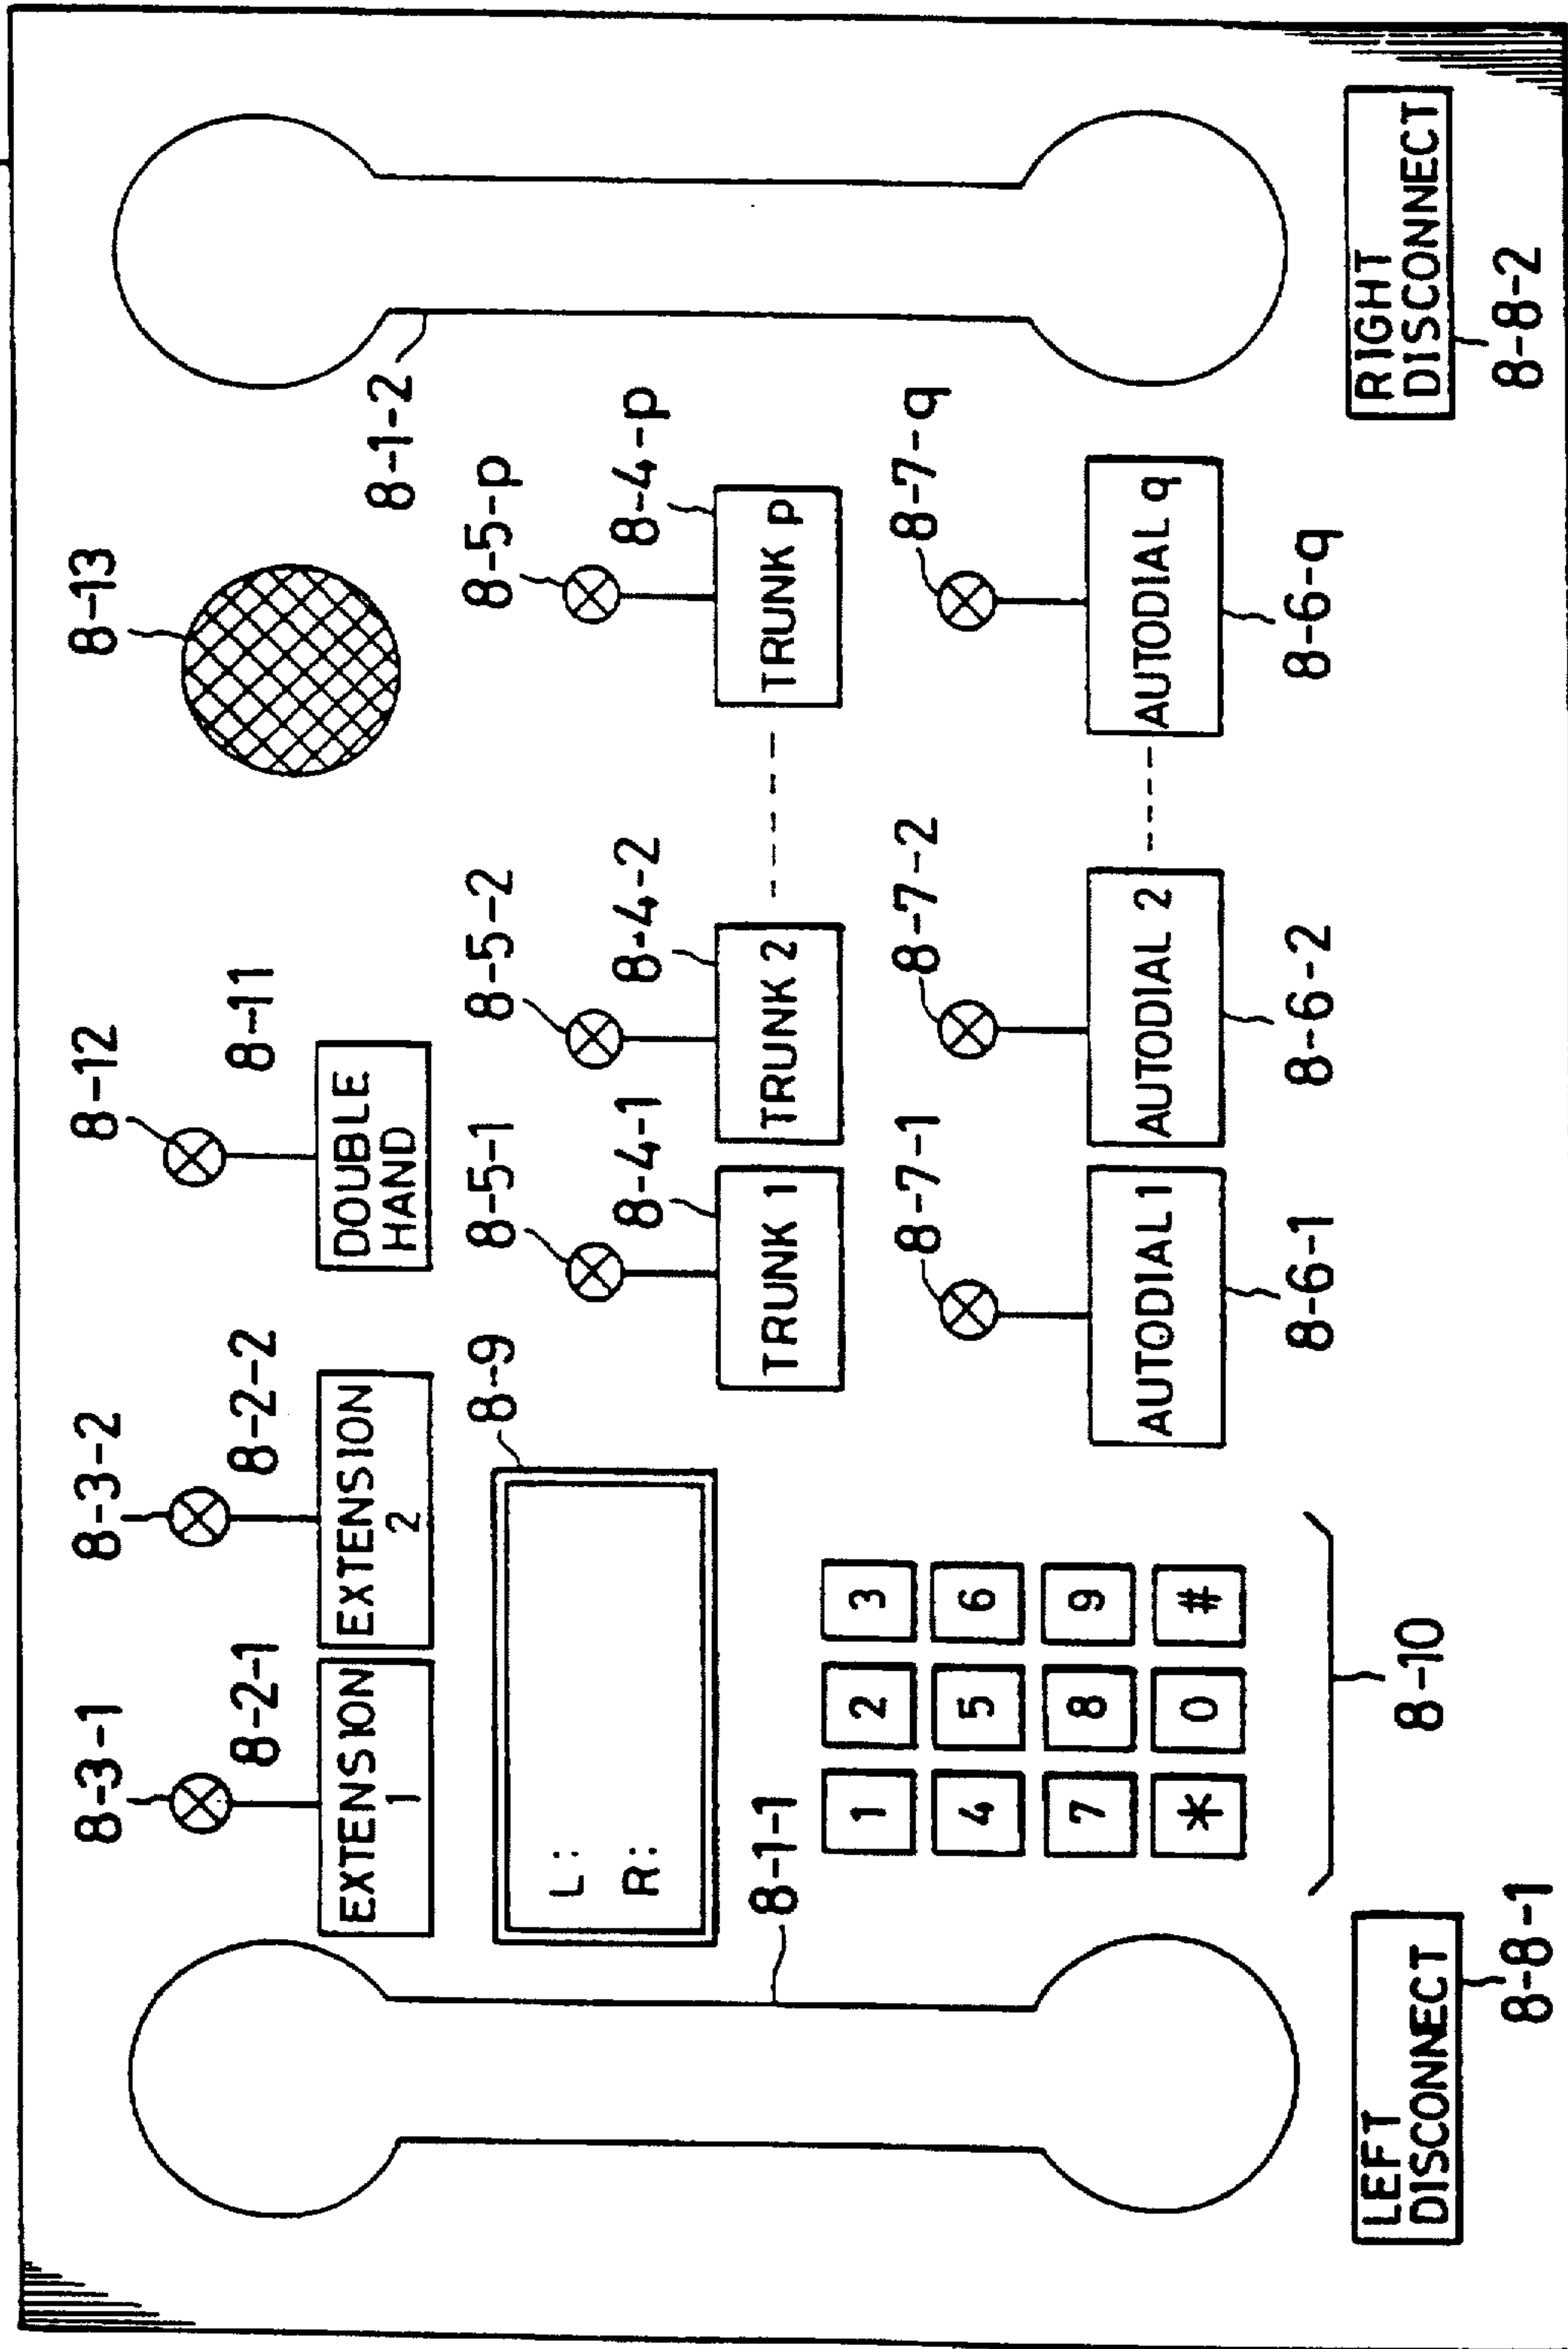 8-3-1
8-3-2
8-12
8-13
8-2-1
8-2-2
8-11
EXTENSION
1
EXTENSION
2
DOUBLE
HAND
8-1-2
8-9
8-5-1
8-5-2
8-5-p
L:
R:
8-4-1
8-4-2
8-4-p
TRUNK 1
TRUNK 2
TRUNK p
8-1-1
8-7-1
8-7-2
8-7-q
1
2
3
4
5
6
7
8
9
*
0
#
AUTODIAL 1
AUTODIAL 2
AUTODIAL q
8-6-1
8-6-2
8-6-q
8-10
LEFT
DISCONNECT
8-8-1
RIGHT
DISCONNECT
8-8-2